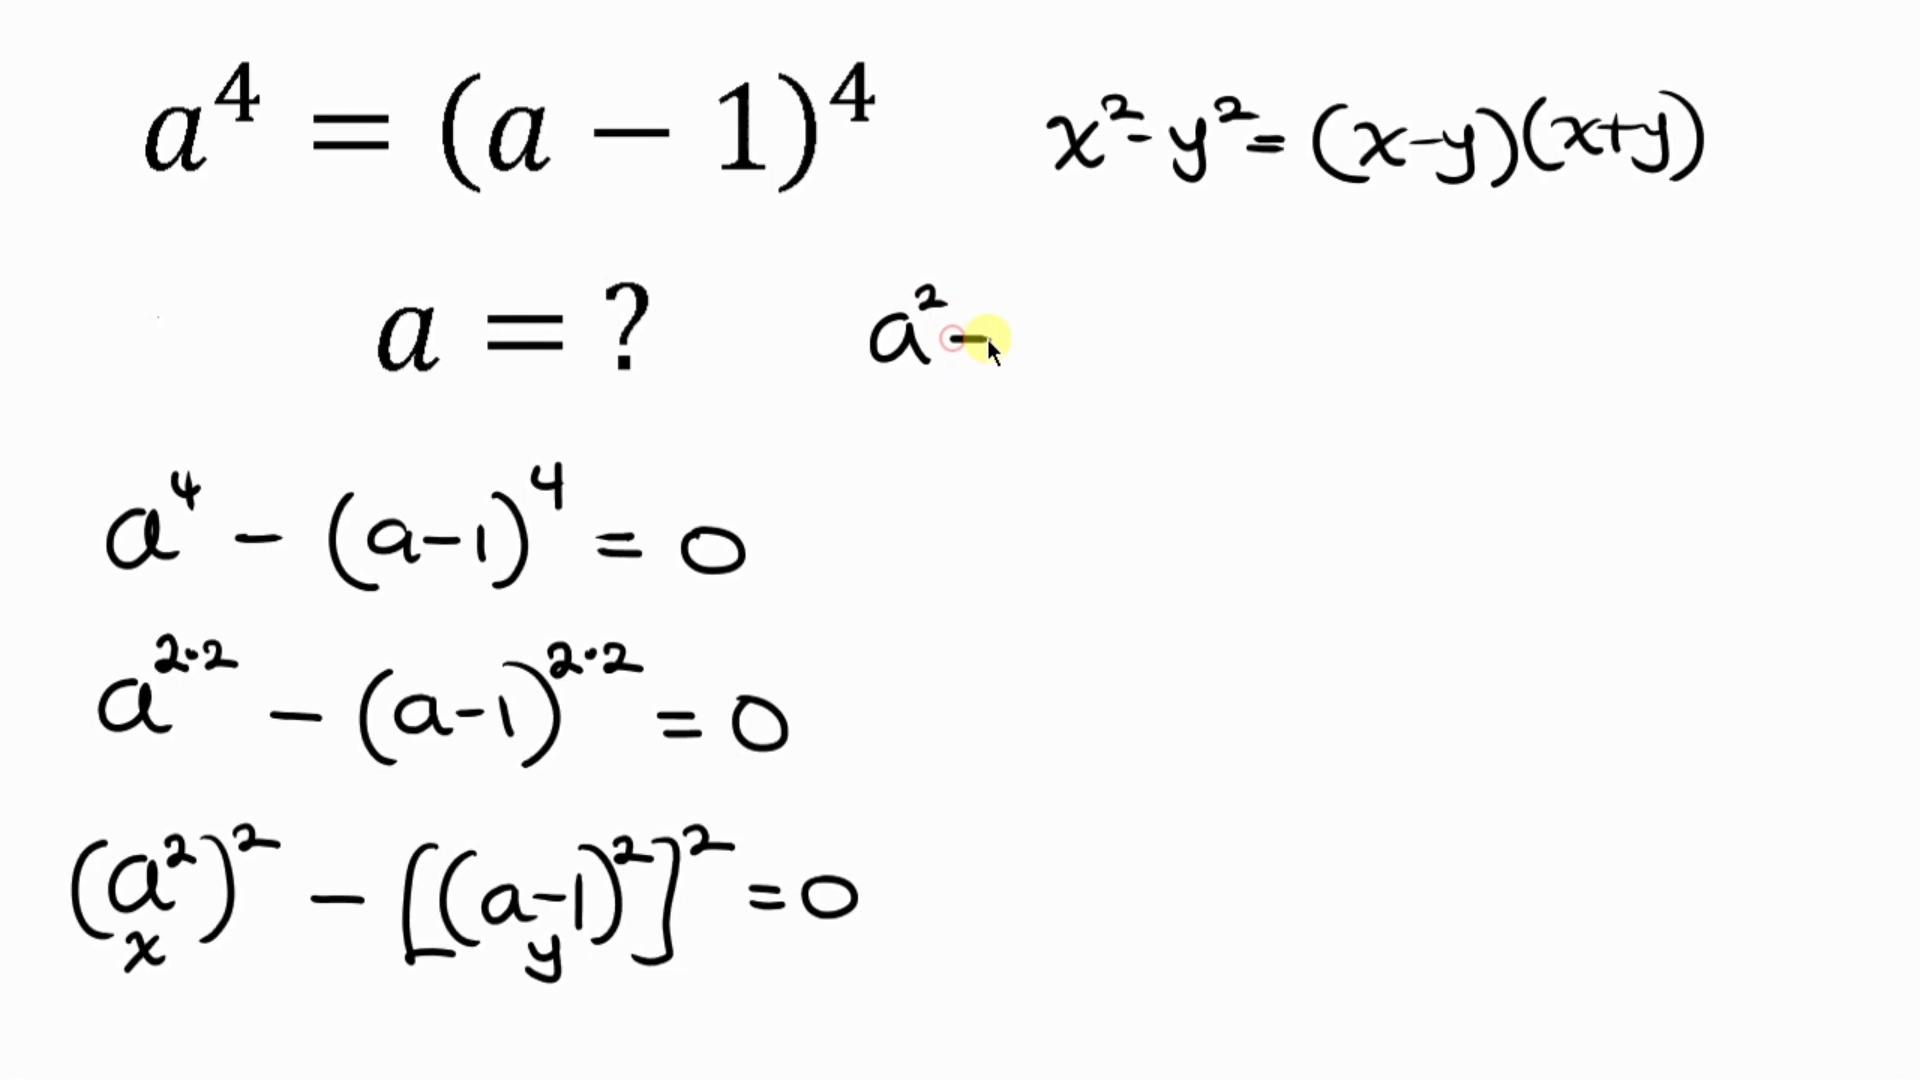 a⁴ = (a − 1)⁴
x² - y² = (x-y)(x+y)
a = ?
a² -
a⁴ - (a-1)⁴ = 0
a²·² - (a-1)²·² = 0
(a²)² - [(a-1)²]² = 0
x y